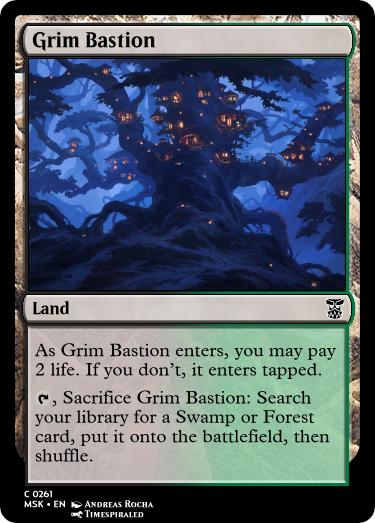 Grim Bastion
Land
As Grim Bastion enters, you may pay
2 life. If you don't, it enters tapped.
, Sacrifice Grim Bastion: Search
your library for a Swamp or Forest
card, put it onto the battlefield, then
shuffle.
C 0261
MSK • EN Andreas Rocha
Timespiraled